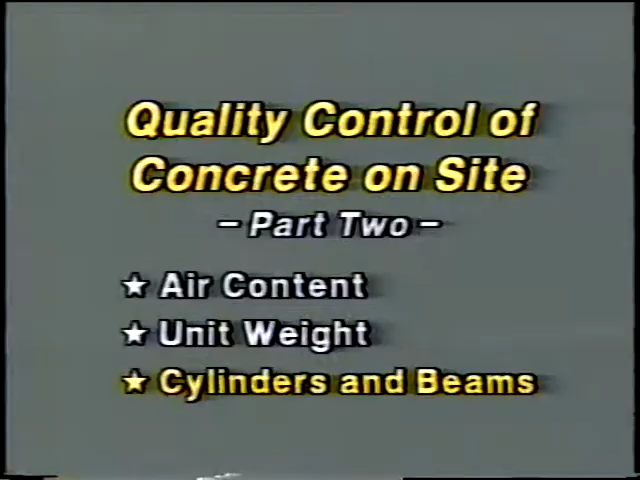 Quality Control of
Concrete on Site
– Part Two –
★ Air Content
★ Unit Weight
★ Cylinders and Beams